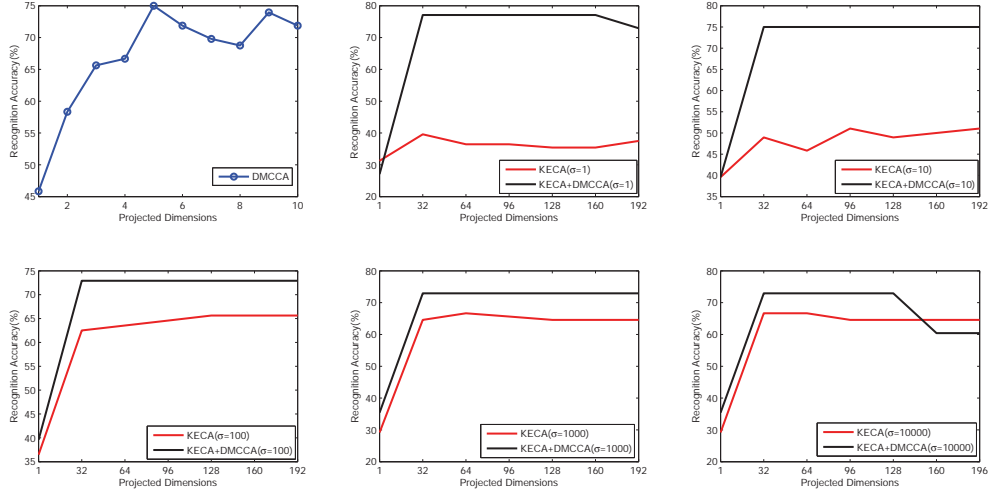 75
70
65
60
55
50
45
Recognition Accuracy(%)
2
4
6
8
10
Projected Dimensions
DMCCA
80
70
60
50
40
30
20
Recognition Accuracy(%)
1 32 64 96 128 160 192
Projected Dimensions
KECA(σ=1)
KECA+DMCCA(σ=1)
80
75
70
65
60
55
50
45
40
35
Recognition Accuracy(%)
1 32 64 96 128 160 192
Projected Dimensions
KECA(σ=10)
KECA+DMCCA(σ=10)
75
70
65
60
55
50
45
40
35
Recognition Accuracy(%)
1 32 64 96 128 160 192
Projected Dimensions
KECA(σ=100)
KECA+DMCCA(σ=100)
80
70
60
50
40
30
20
Recognition Accuracy(%)
1 32 64 96 128 160 192
Projected Dimensions
KECA(σ=1000)
KECA+DMCCA(σ=1000)
80
70
60
50
40
30
20
Recognition Accuracy(%)
1 32 64 96 128 160 196
Projected Dimensions
KECA(σ=10000)
KECA+DMCCA(σ=10000)